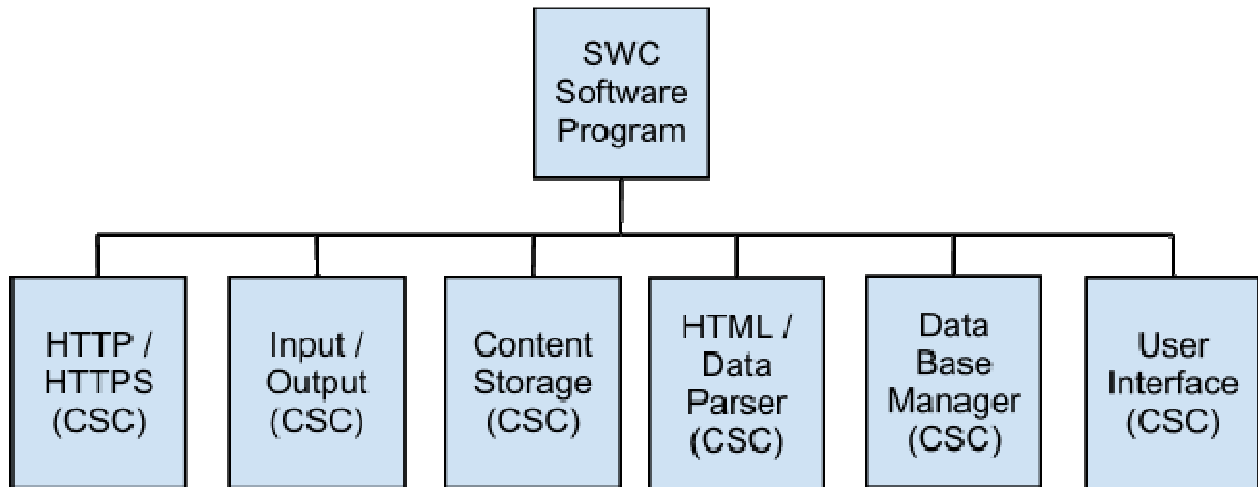 SWC
Software
Program
HTTP /
HTTPS
(CSC)
Input /
Output
(CSC)
Content
Storage
(CSC)
HTML /
Data
Parser
(CSC)
Data
Base
Manager
(CSC)
User
Interface
(CSC)